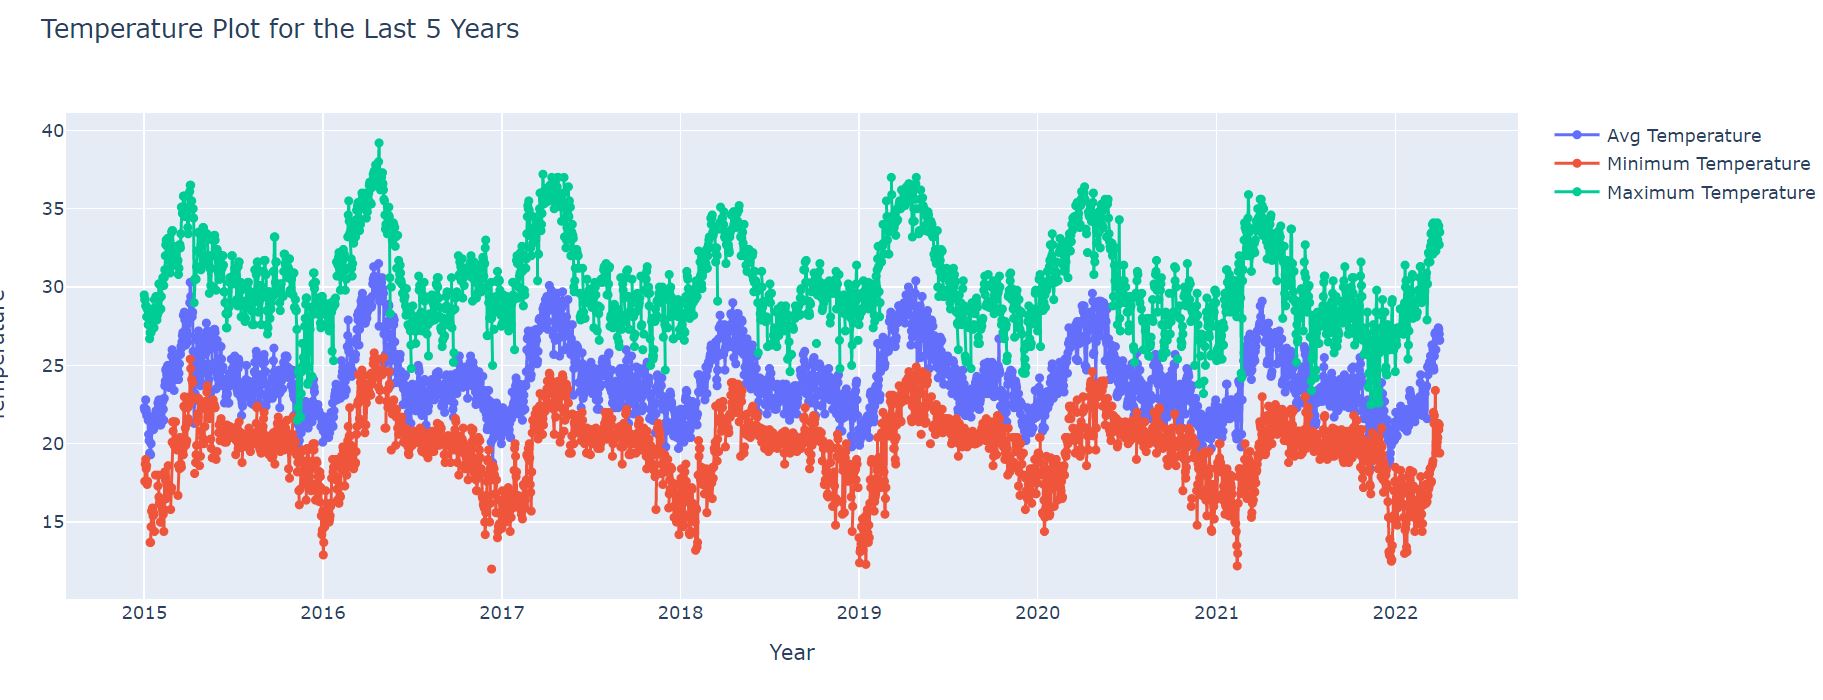 Temperature Plot for the Last 5 Years
40
35
30
25
20
15
2015 2016 2017 2018 2019 2020 2021 2022
Year
Avg Temperature
Minimum Temperature
Maximum Temperature